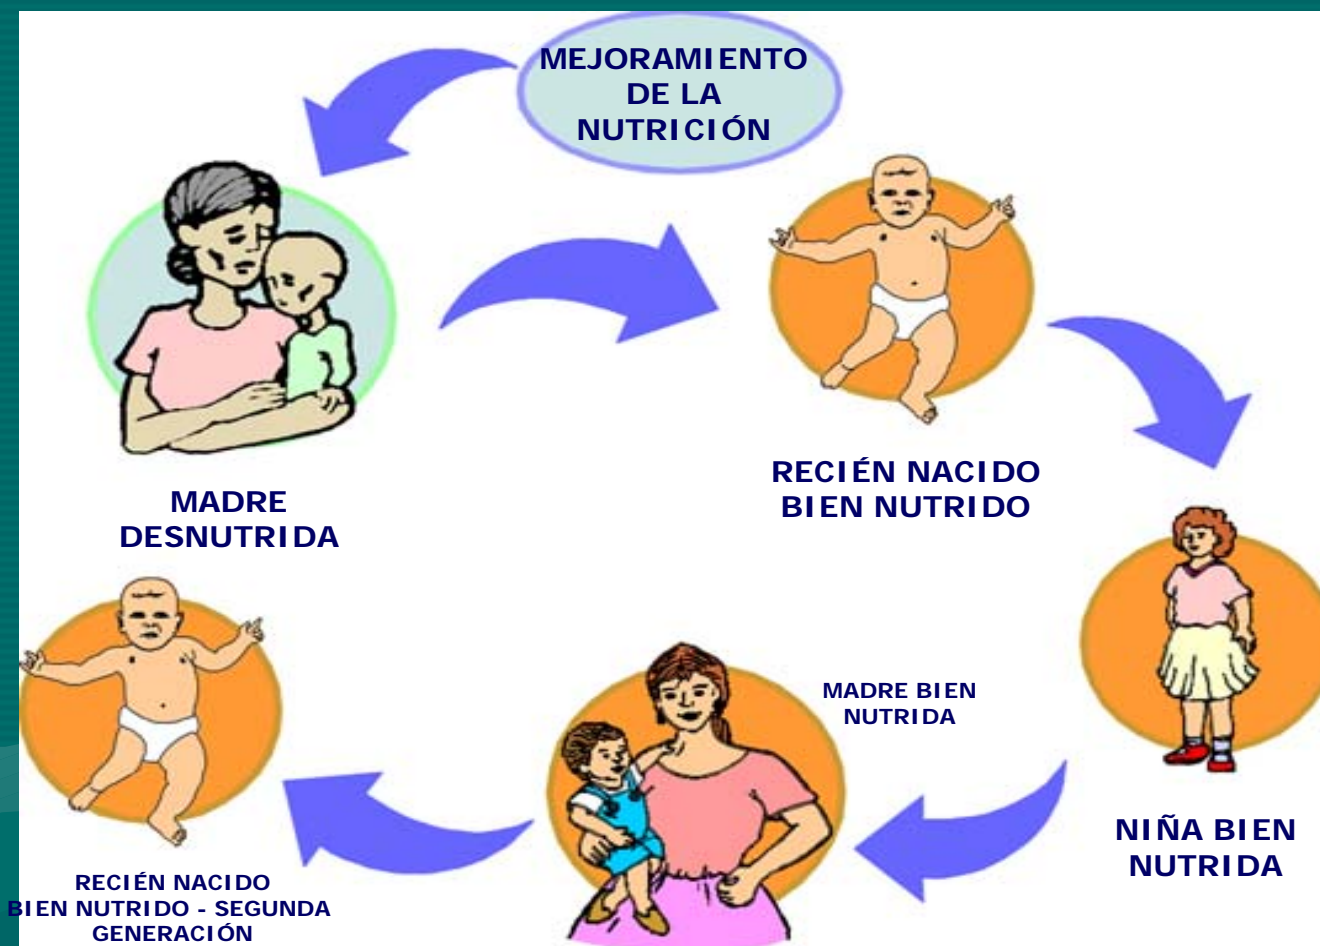 MEJORAMIENTO
DE LA
NUTRICIÓN
MADRE
DESNUTRIDA
RECIÉN NACIDO
BIEN NUTRIDO
NIÑA BIEN
NUTRIDA
MADRE BIEN
NUTRIDA
RECIÉN NACIDO
BIEN NUTRIDO - SEGUNDA
GENERACIÓN